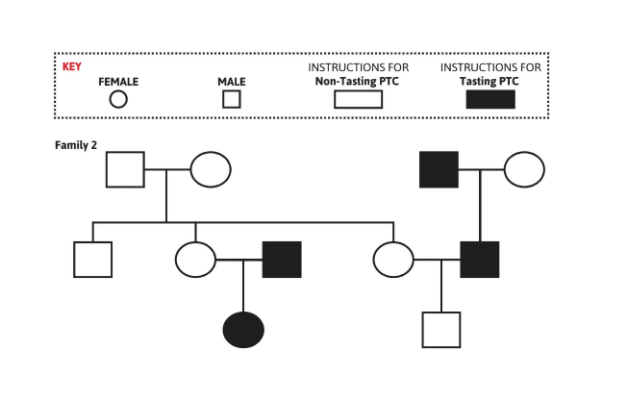 KEY
FEMALE
MALE
INSTRUCTIONS FOR
Non-Tasting PTC
INSTRUCTIONS FOR
Tasting PTC
Family 2